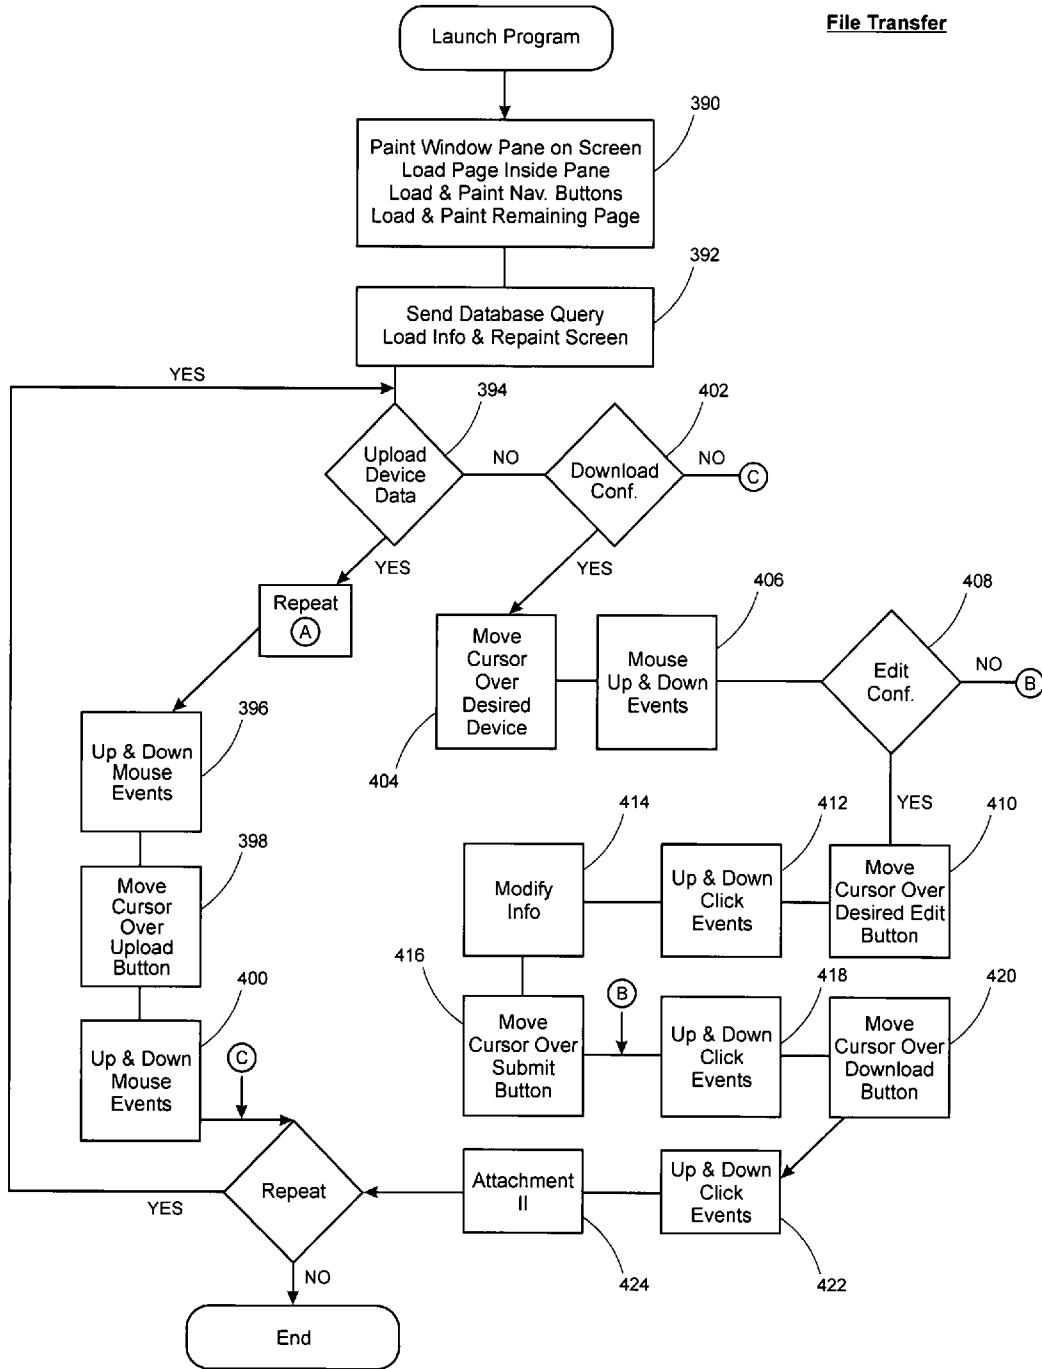 File Transfer
Launch Program
390
Paint Window Pane on Screen
Load Page Inside Pane
Load & Paint Nav. Buttons
Load & Paint Remaining Page
392
Send Database Query
Load Info & Repaint Screen
YES
394
402
Upload
Device
Data
NO
Download
Conf.
NO
C
YES
YES
Repeat
A
406
408
Move
Cursor
Over
Desired
Device
Mouse
Up & Down
Events
Edit
Conf.
NO
B
404
396
Up & Down
Mouse
Events
YES
414
412
410
398
Move
Cursor
Over
Upload
Button
Modify
Info
Up & Down
Click
Events
Move
Cursor Over
Desired Edit
Button
416
B
418
420
400
Up & Down
Mouse
Events
C
Move
Cursor Over
Submit
Button
Up & Down
Click
Events
Move
Cursor Over
Download
Button
YES
Repeat
Attachment
II
Up & Down
Click
Events
424
422
NO
End